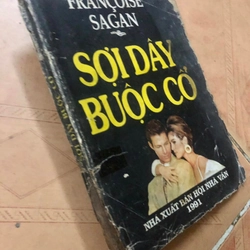 FRANÇOISE
SAGAN
SỢI DÂY
BUỘC CỔ
NHÀ XUẤT BẢN HỘI NHÀ VĂN
1991